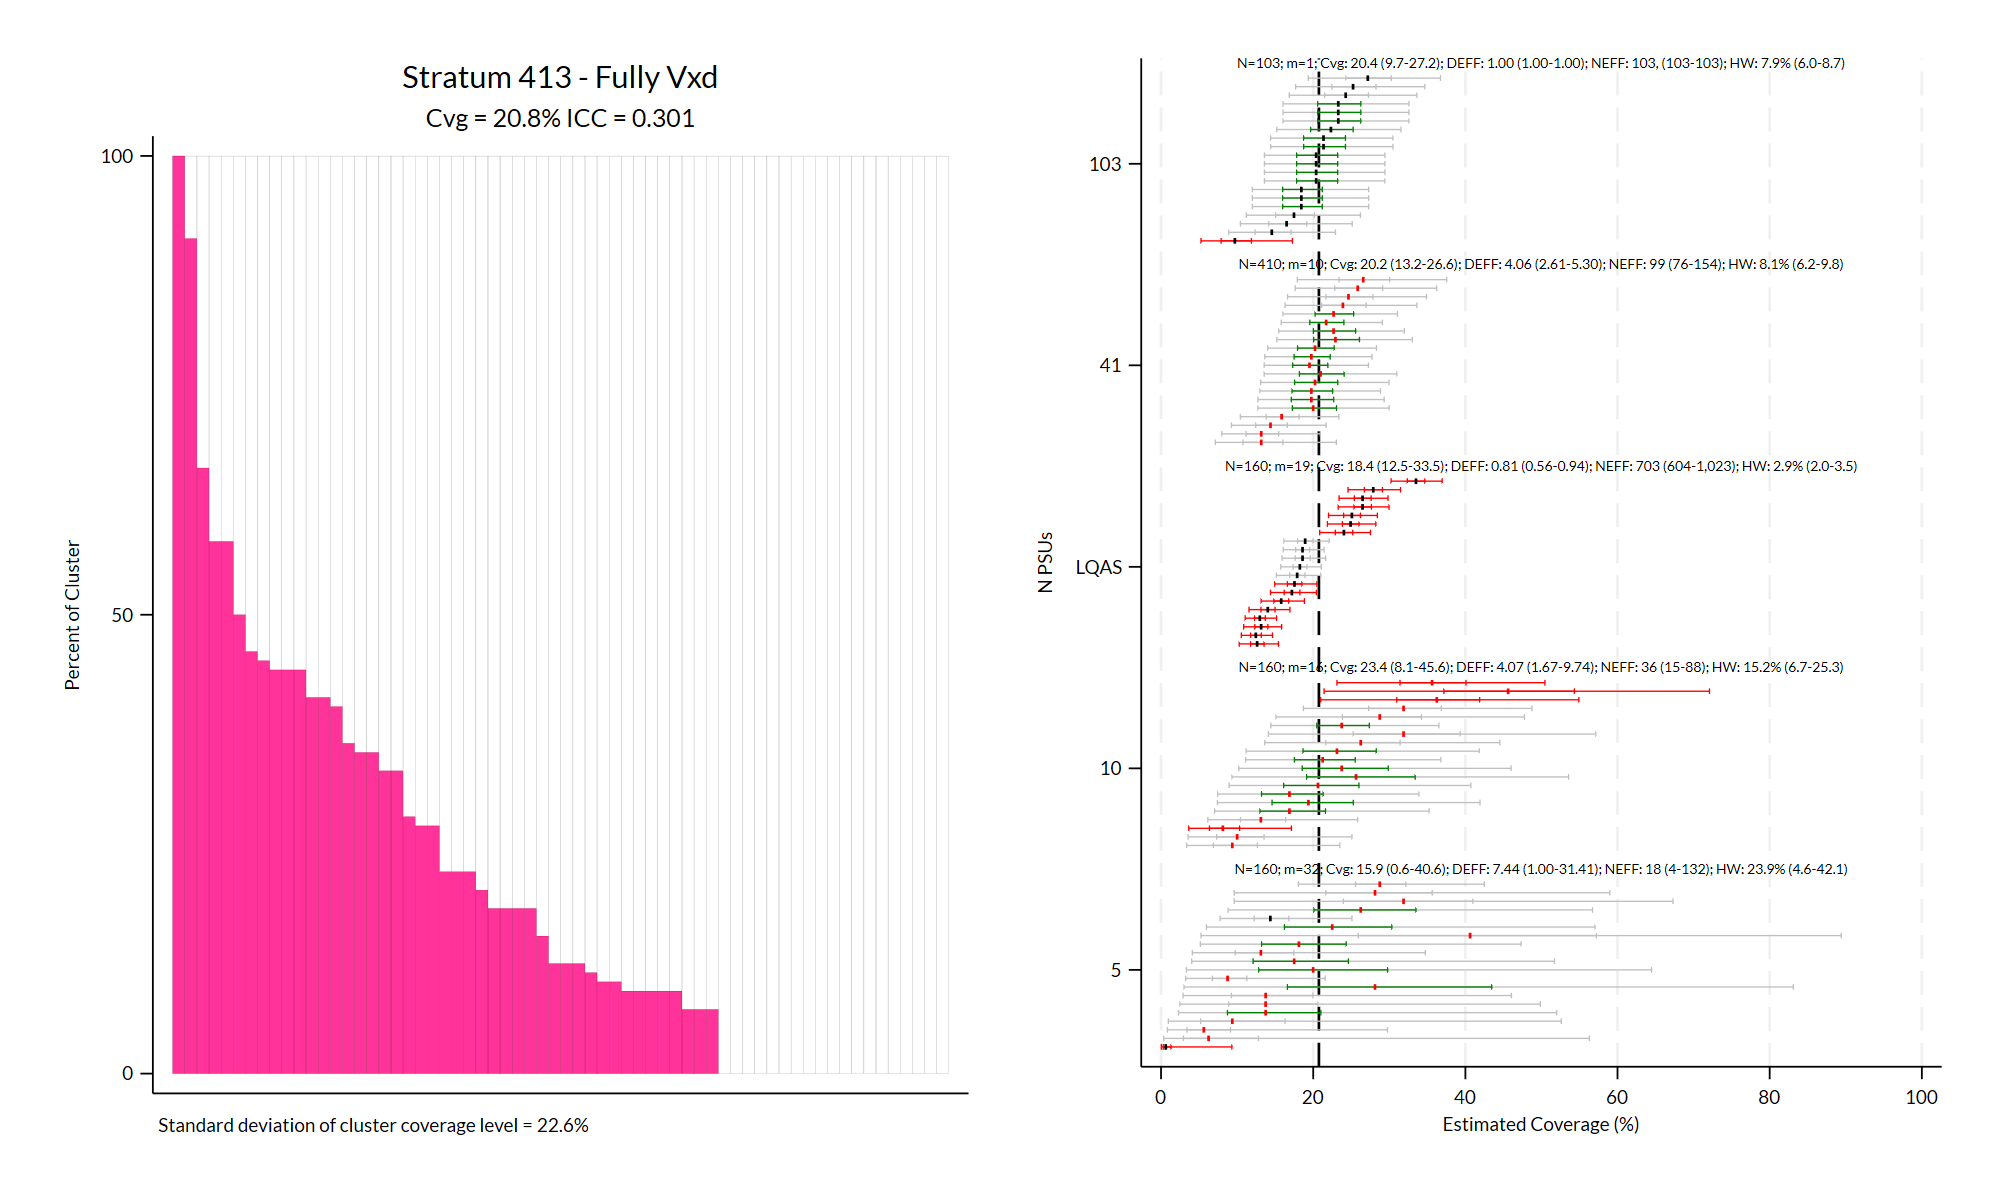 Stratum 413 - Fully Vxd
Cvg = 20.8% ICC = 0.301
Percent of Cluster
100
50
0
Standard deviation of cluster coverage level = 22.6%
N PSUs
N=103; m=1; Cvg: 20.4 (9.7-27.2); DEFF: 1.00 (1.00-1.00); NEFF: 103, (103-103); HW: 7.9% (6.0-8.7)
103
N=410; m=10; Cvg: 20.2 (13.2-26.6); DEFF: 4.06 (2.61-5.30); NEFF: 99 (76-154); HW: 8.1% (6.2-9.8)
41
N=160; m=19; Cvg: 18.4 (12.5-33.5); DEFF: 0.81 (0.56-0.94); NEFF: 703 (604-1,023); HW: 2.9% (2.0-3.5)
LQAS
N=160; m=16; Cvg: 23.4 (8.1-45.6); DEFF: 4.07 (1.67-9.74); NEFF: 36 (15-88); HW: 15.2% (6.7-25.3)
10
N=160; m=32; Cvg: 15.9 (0.6-40.6); DEFF: 7.44 (1.00-31.41); NEFF: 18 (4-132); HW: 23.9% (4.6-42.1)
5
0 20 40 60 80 100
Estimated Coverage (%)